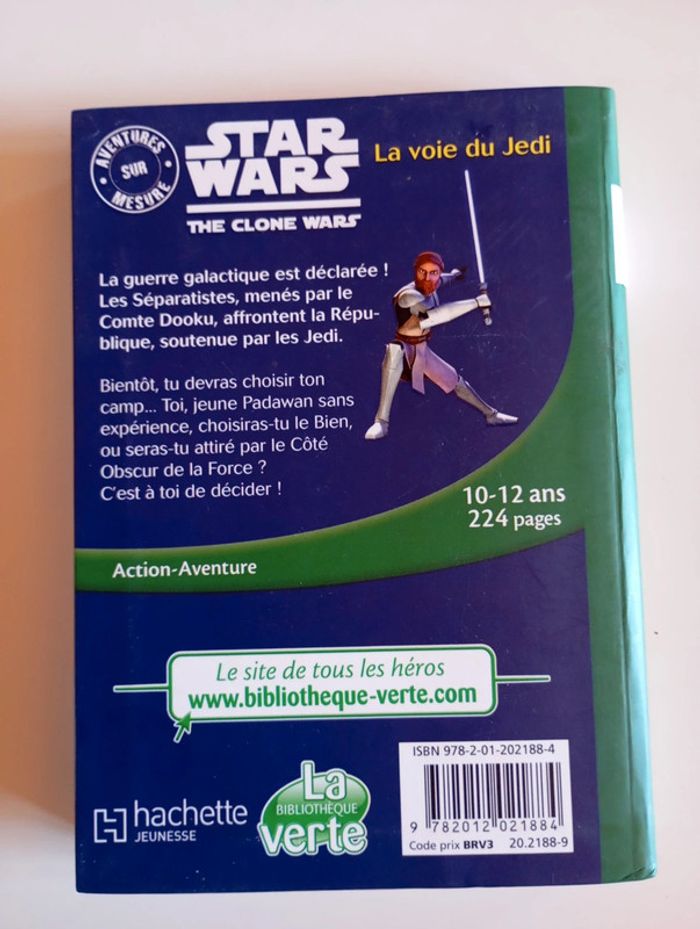 AVENTURES
SUR
MESURE
STAR
WARS
THE CLONE WARS
La voie du Jedi
La guerre galactique est déclarée !
Les Séparatistes, menés par le
Comte Dooku, affrontent la Répu-
blique, soutenue par les Jedi.
Bientôt, tu devras choisir ton
camp... Toi, jeune Padawan sans
expérience, choisiras-tu le Bien,
ou seras-tu attiré par le Côté
Obscur de la Force ?
C'est à toi de décider !
10-12 ans
224 pages
Action-Aventure
Le site de tous les héros
www.bibliotheque-verte.com
hachette
JEUNESSE
La
BIBLIOTHÈQUE
verte
ISBN 978-2-01-202188-4
9 782012 021884
Code prix BRV3 20.2188-9